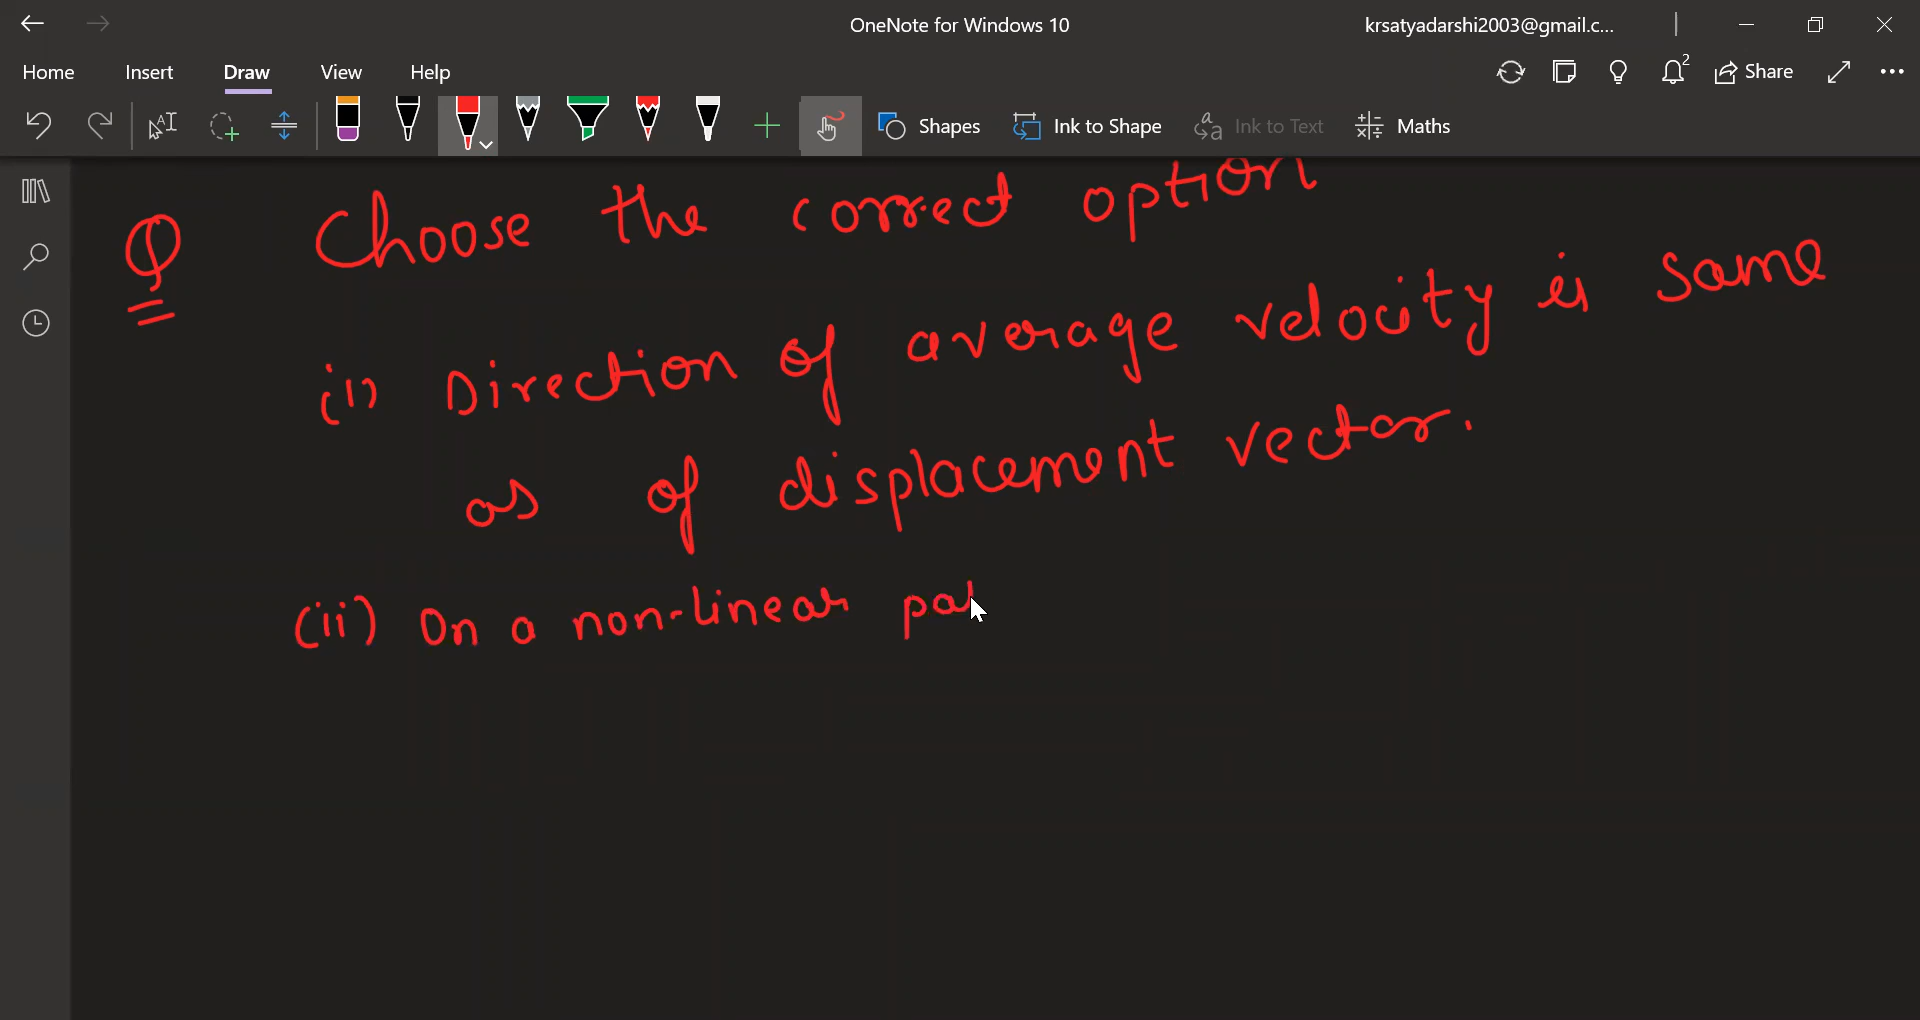 OneNote for Windows 10
krsatyadarshi2003@gmail.c...
Home Insert Draw View Help
2 Share
Shapes Ink to Shape Ink to Text Maths
Q Choose the correct option
(i) Direction of average velocity is same
as of displacement vector.
(ii) On a non-linear pat